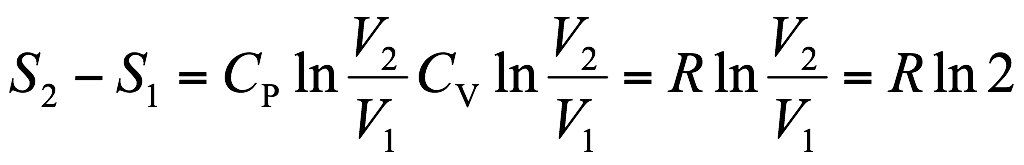 S₂ − S₁ = C_P ln V₂/V₁ C_V ln V₂/V₁ = R ln V₂/V₁ = R ln 2